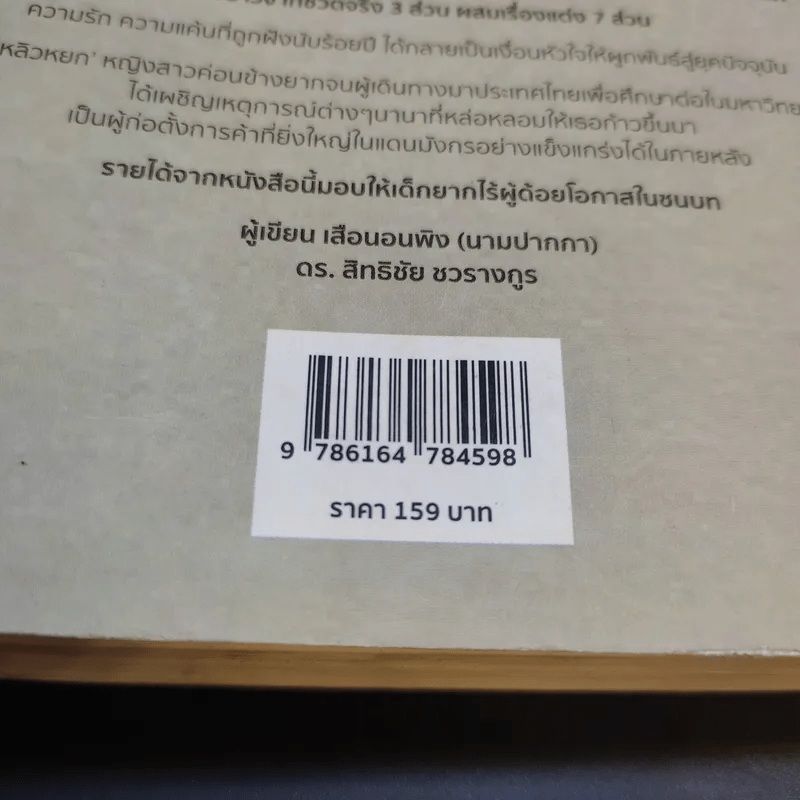 จริง 3 ส่วน ผสมเรื่องแต่ง 7 ส่วน
ความรัก ความแค้นที่ถูกฝังนับร้อยปี ได้กลายเป็นเงื่อนหัวใจให้ผูกพันธ์สู่ยุคปัจจุบัน
หลิวหยก' หญิงสาวค่อนข้างยากจนผู้เดินทางมาประเทศไทยเพื่อศึกษาต่อในมหาวิทย
ได้เผชิญเหตุการณ์ต่างๆนานาที่หล่อหลอมให้เธอก้าวขึ้นมา
เป็นผู้ก่อตั้งการค้าที่ยิ่งใหญ่ในแดนมังกรอย่างแข็งแกร่งได้ในภายหลัง
รายได้จากหนังสือนี้มอบให้เด็กยากไร้ผู้ด้อยโอกาสในชนบท
ผู้เขียน เสือนอนพิง (นามปากกา)
ดร. สิทธิชัย ชวรางกูร
9 786164 784598
ราคา 159 บาท